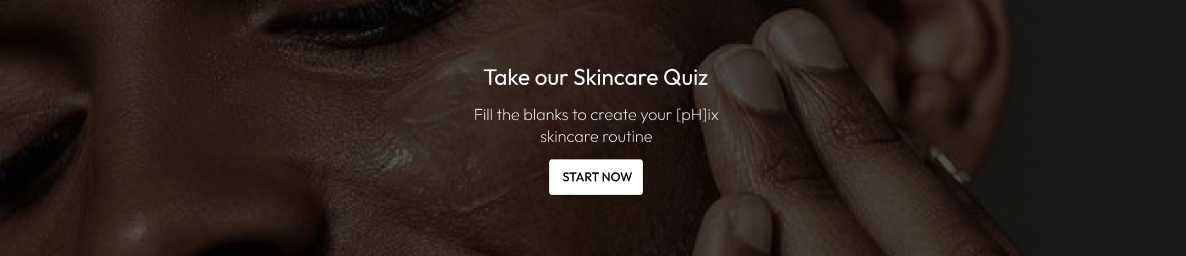 Take our Skincare Quiz
Fill the blanks to create your [pH]ix
skincare routine
START NOW